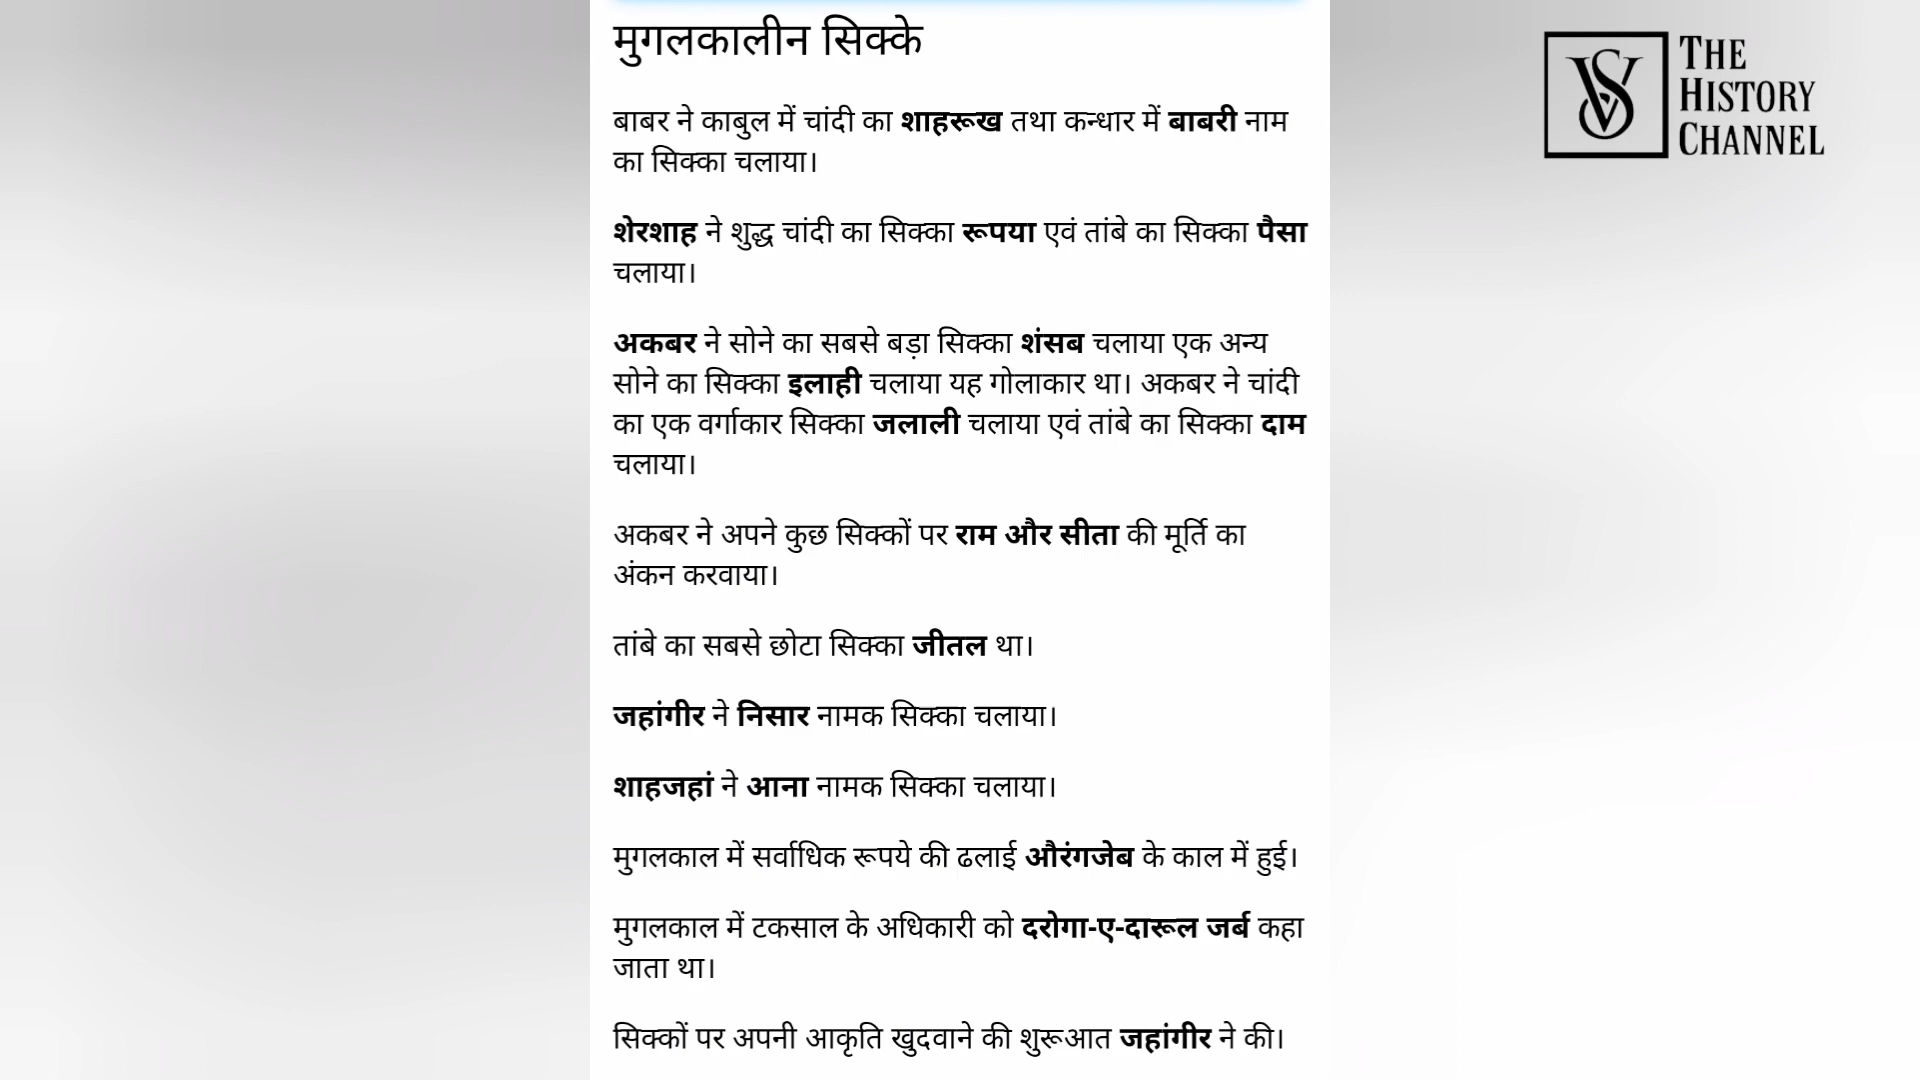 मुगलकालीन सिक्के
बाबर ने काबुल में चांदी का शाहरूख तथा कन्धार में बाबरी नाम
का सिक्का चलाया।
शेरशाह ने शुद्ध चांदी का सिक्का रूपया एवं तांबे का सिक्का पैसा
चलाया।
अकबर ने सोने का सबसे बड़ा सिक्का शंसब चलाया एक अन्य
सोने का सिक्का इलाही चलाया यह गोलाकार था। अकबर ने चांदी
का एक वर्गाकार सिक्का जलाली चलाया एवं तांबे का सिक्का दाम
चलाया।
अकबर ने अपने कुछ सिक्कों पर राम और सीता की मूर्ति का
अंकन करवाया।
तांबे का सबसे छोटा सिक्का जीतल था।
जहांगीर ने निसार नामक सिक्का चलाया।
शाहजहां ने आना नामक सिक्का चलाया।
मुगलकाल में सर्वाधिक रूपये की ढलाई औरंगजेब के काल में हुई।
मुगलकाल में टकसाल के अधिकारी को दरोगा-ए-दारूल जर्ब कहा
जाता था।
सिक्कों पर अपनी आकृति खुदवाने की शुरूआत जहांगीर ने की।
VS
THE
HISTORY
CHANNEL